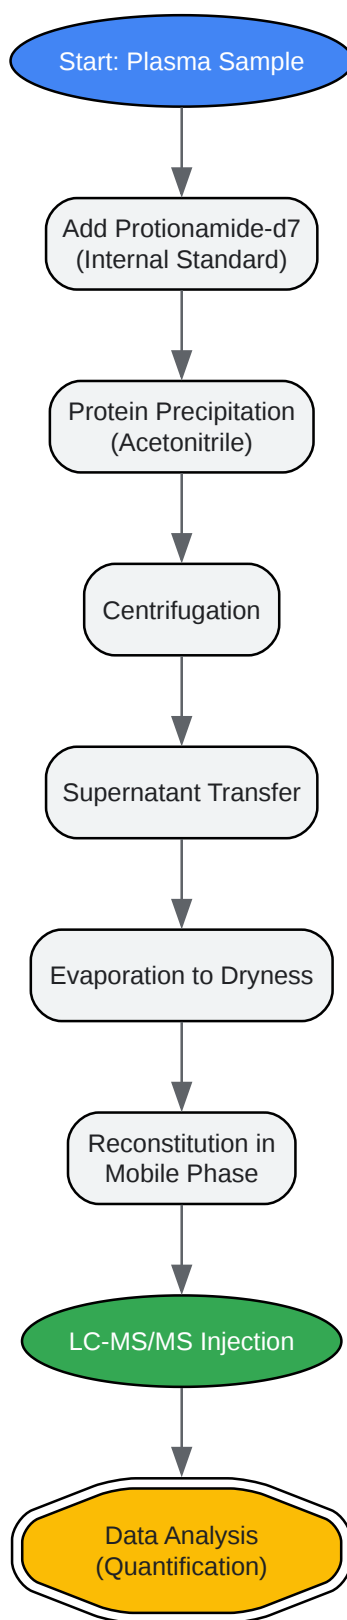 Start: Plasma Sample
Add Protionamide-d7
(Internal Standard)
Protein Precipitation
(Acetonitrile)
Centrifugation
Supernatant Transfer
Evaporation to Dryness
Reconstitution in
Mobile Phase
LC-MS/MS Injection
Data Analysis
(Quantification)